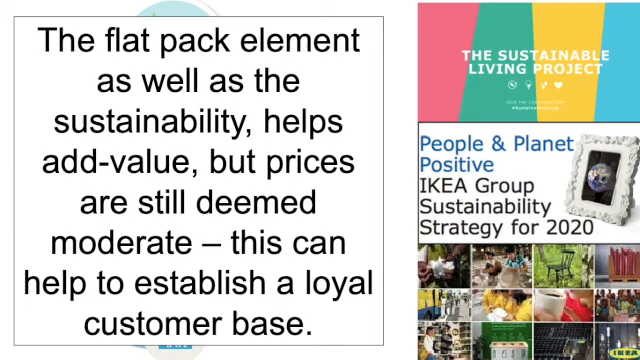 The flat pack element
as well as the
sustainability, helps
add-value, but prices
are still deemed
moderate – this can
help to establish a loyal
customer base.
THE SUSTAINABLE
LIVING PROJECT
People & Planet
Positive
IKEA Group
Sustainability
Strategy for 2020
IKEA